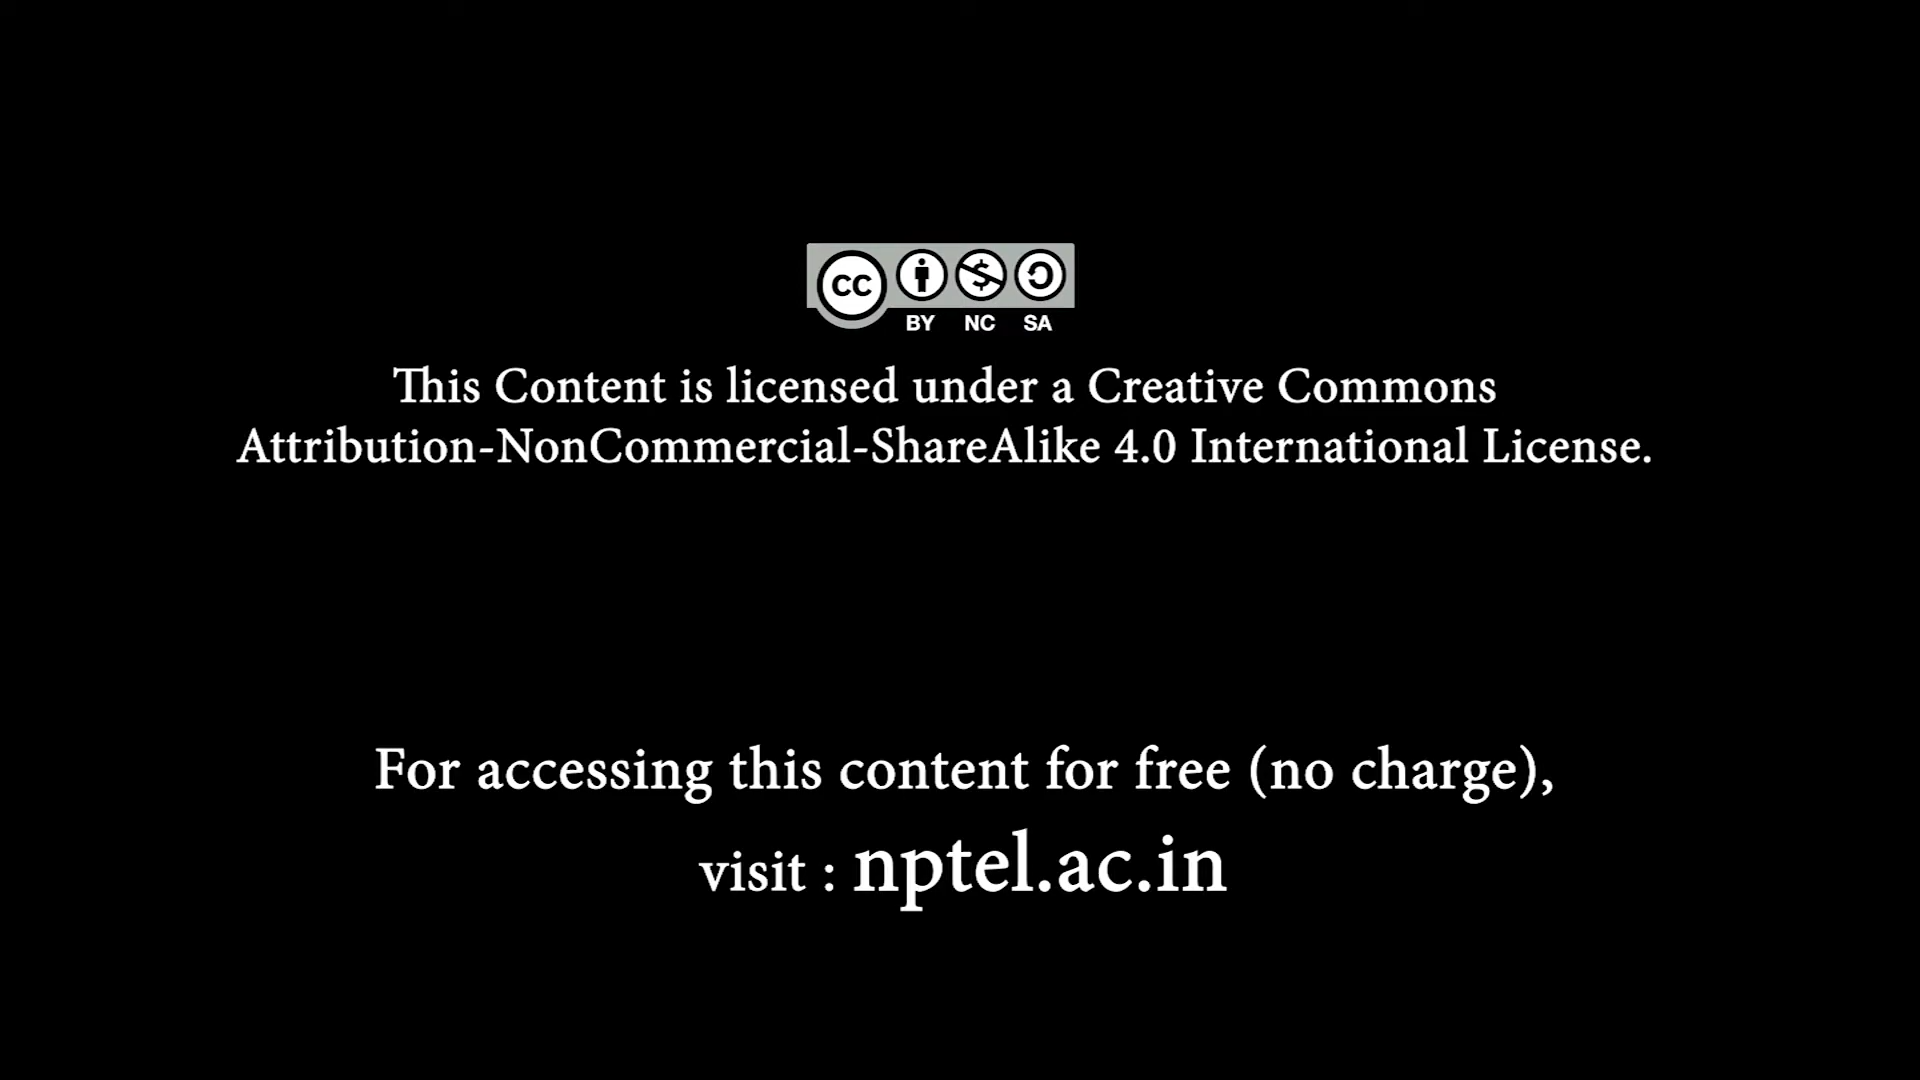 CC BY NC SA
This Content is licensed under a Creative Commons
Attribution-NonCommercial-ShareAlike 4.0 International License.
For accessing this content for free (no charge),
visit : nptel.ac.in